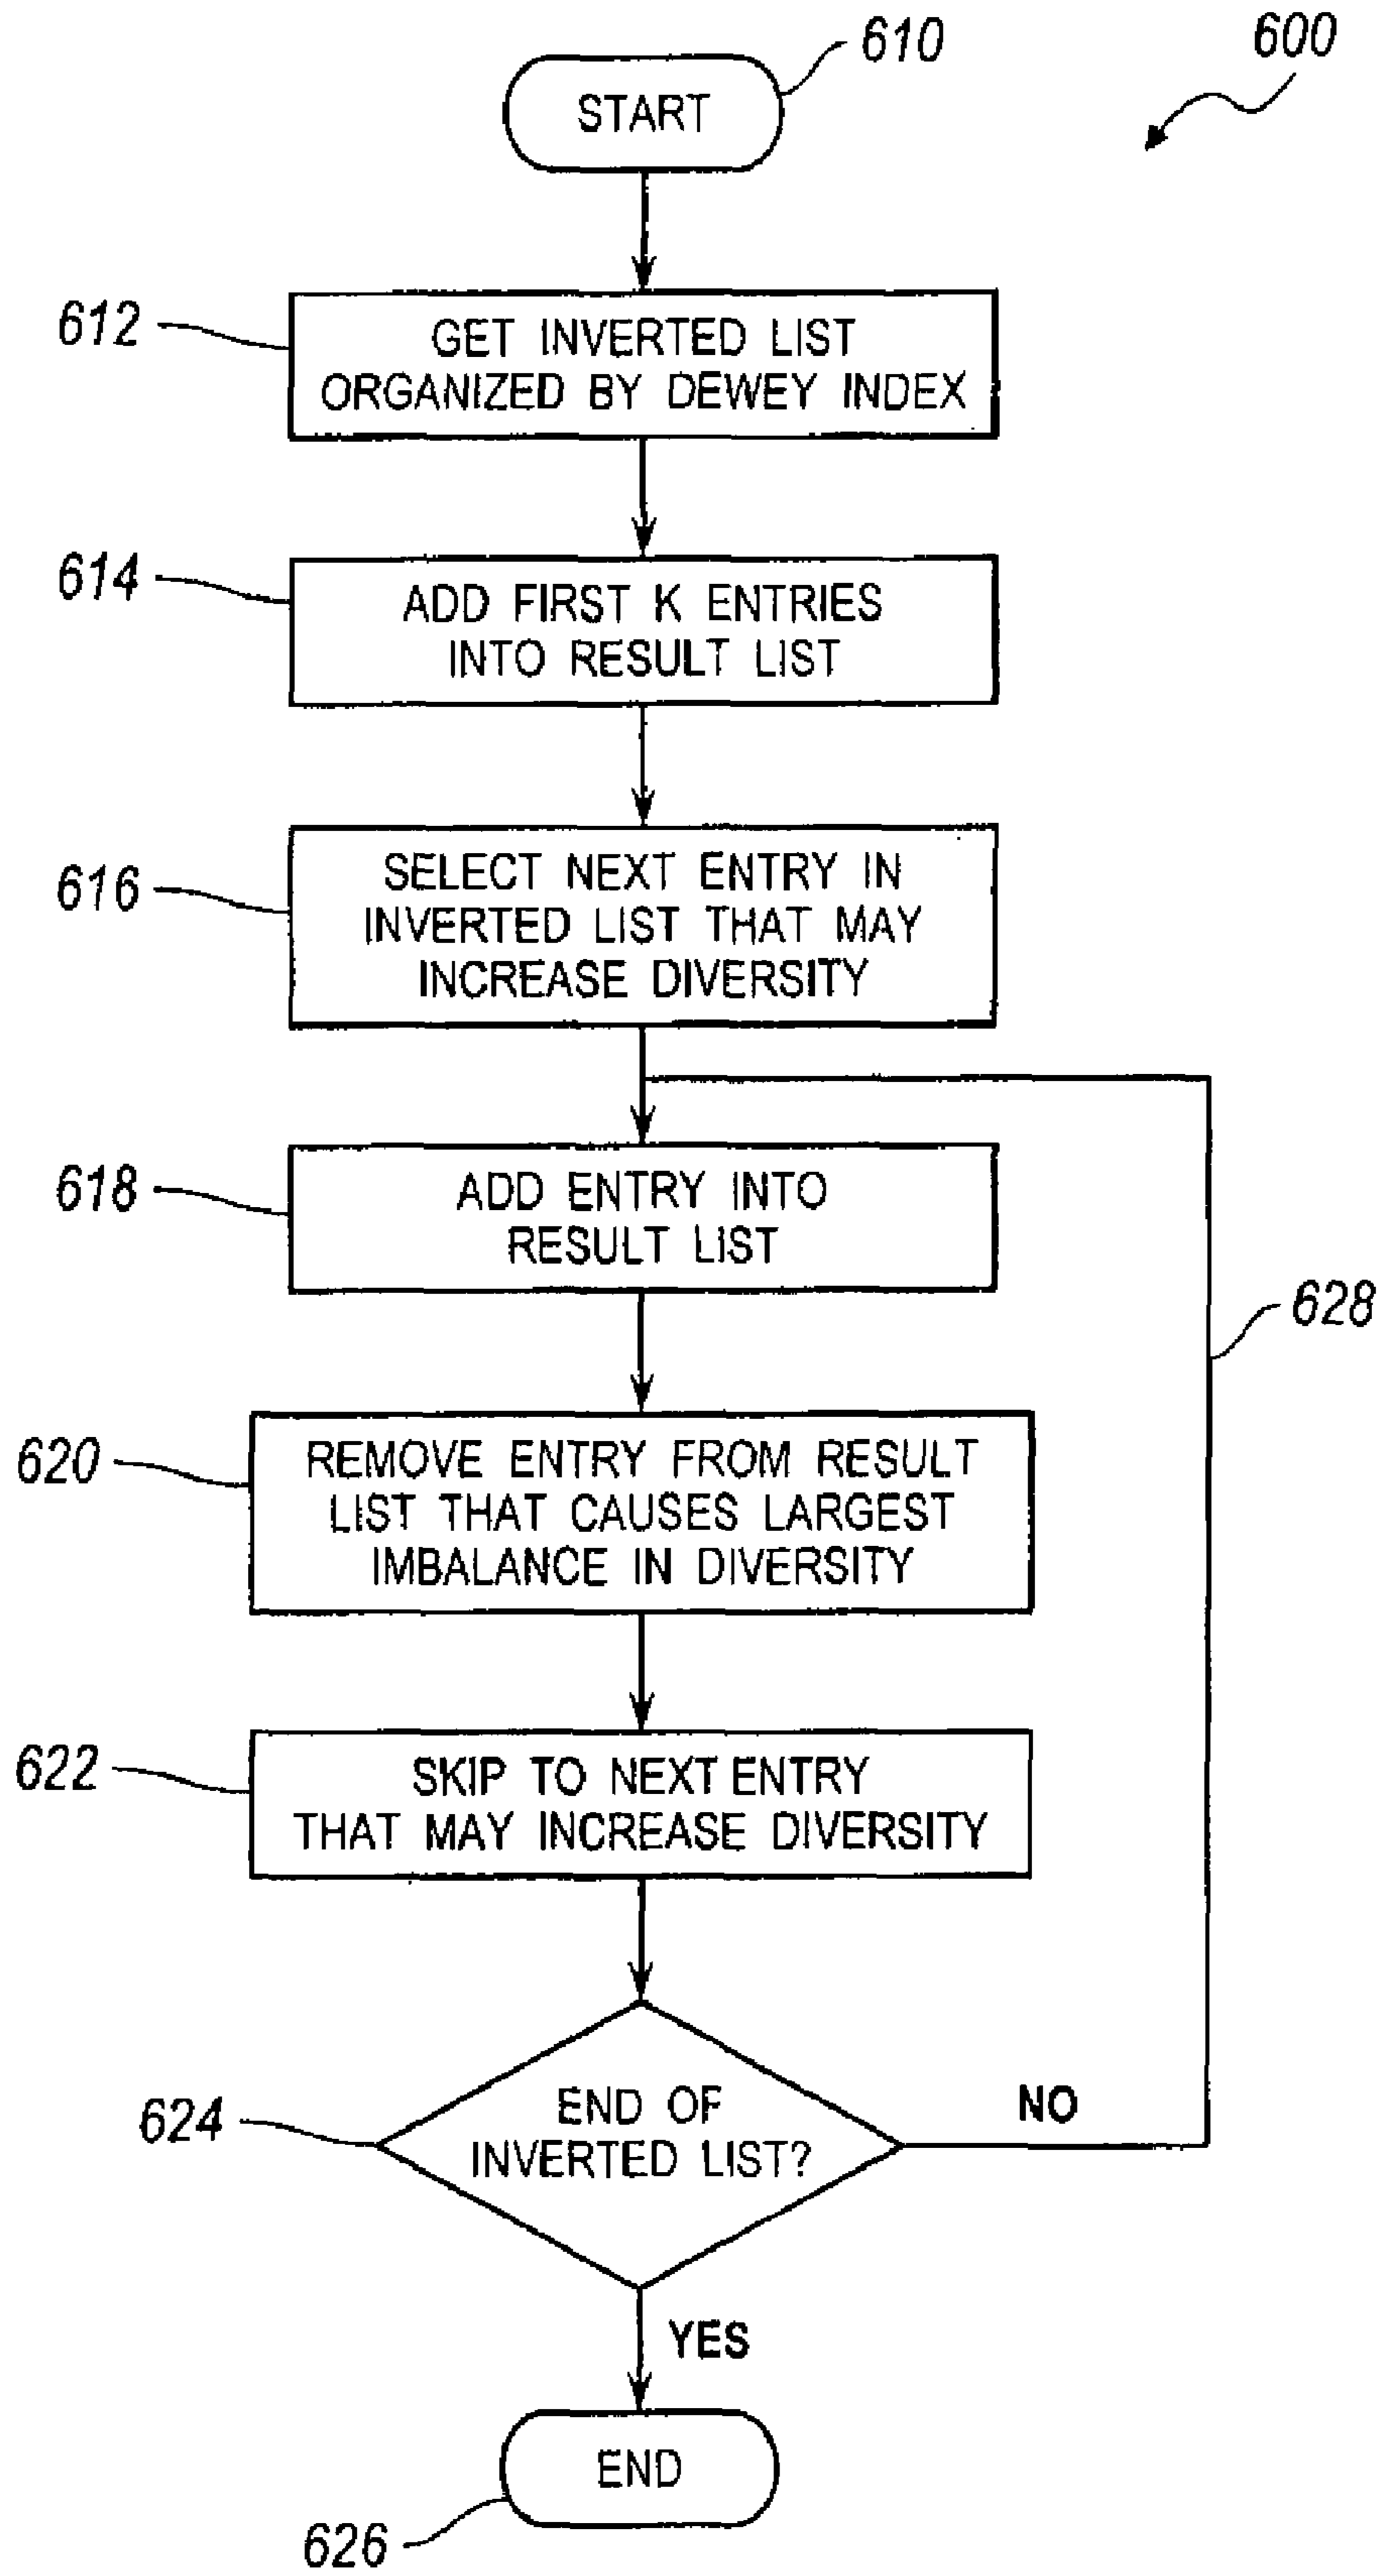 600
610
START
612
GET INVERTED LIST
ORGANIZED BY DEWEY INDEX
614
ADD FIRST K ENTRIES
INTO RESULT LIST
616
SELECT NEXT ENTRY IN
INVERTED LIST THAT MAY
INCREASE DIVERSITY
618
ADD ENTRY INTO
RESULT LIST
628
620
REMOVE ENTRY FROM RESULT
LIST THAT CAUSES LARGEST
IMBALANCE IN DIVERSITY
622
SKIP TO NEXT ENTRY
THAT MAY INCREASE DIVERSITY
624
END OF
INVERTED LIST?
NO
YES
END
626